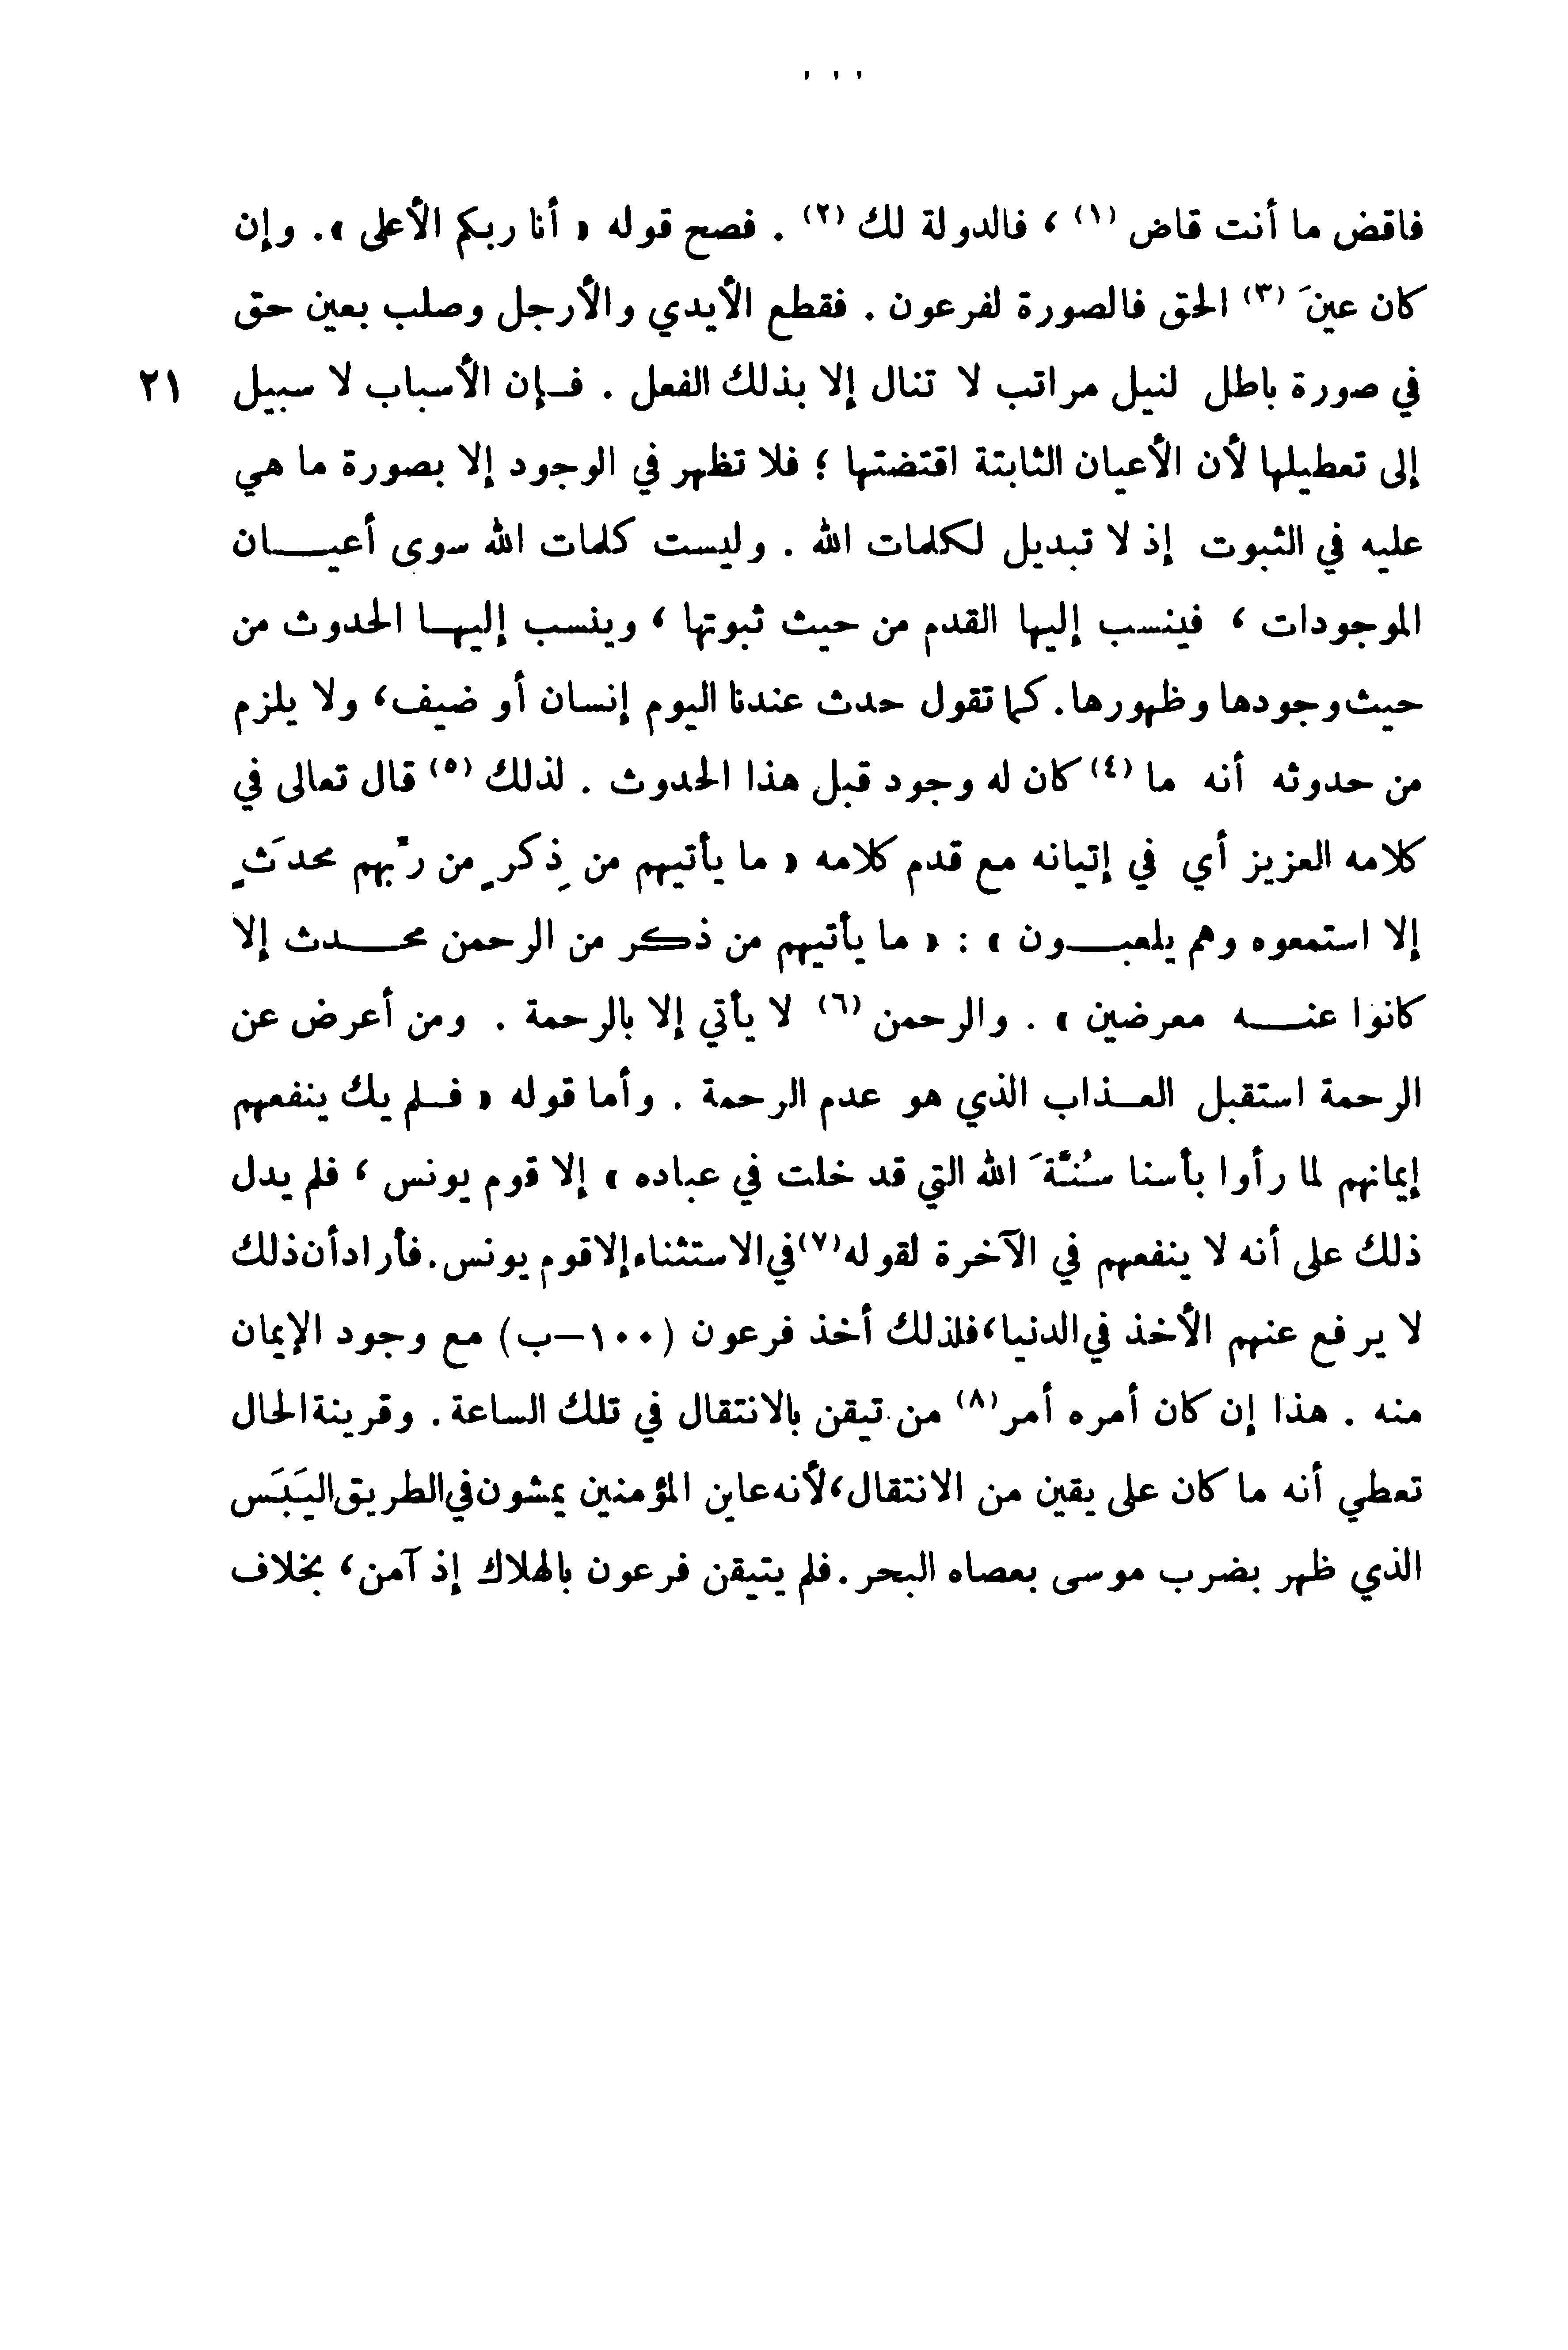 فاقض ما أنت قاض (١) ، فالدولة لك (٢) . فصح قوله « أنا ربكم الأعلى ». وإن
كان عينَ (٣) الحق فالصورة لفرعون . فقطع الأيدي والأرجل وصلب بعين حق
في صورة باطل لنيل مراتب لا تنال إلا بذلك الفعل . فإن الأسباب لا سبيل ٢١
إلى تعطيلها لأن الأعيان الثابتة اقتضتها ؛ فلا تظهر في الوجود إلا بصورة ما هي
عليه في الثبوت إذ لا تبديل لكلمات الله . وليست كلمات الله سوى أعيـــان
الموجودات ، فينسب إليها القدم من حيث ثبوتها ، وينسب إليهـا الحدوث من
حيث وجودها وظهورها. كما تقول حدث عندنا اليوم إنسان أو ضيف، ولا يلزم
من حدوثه أنه ما (٤) كان له وجود قبل هذا الحدوث . لذلك (٥) قال تعالى في
كلامه العزيز أي في إتيانه مع قدم كلامه « ما يأتيهم من ذِكرٍ من ربّهم محدَثٍ
إلا استمعوه وهم يلعبـــون » : « ما يأتيهم من ذكر من الرحمن محـــدث إلا
كانوا عنـــه معرضين » . والرحمن (٦) لا يأتي إلا بالرحمة . ومن أعرض عن
الرحمة استقبل العـذاب الذي هو عدم الرحمة . وأما قوله « فـلم يك ينفعهم
إيمانهم لما رأوا بأسنا سُنَّةَ الله التي قد خلت في عباده » إلا قوم يونس ، فلم يدل
ذلك على أنه لا ينفعهم في الآخرة لقوله(٧) في الاستثناء إلا قوم يونس. فأراد أن ذلك
لا يرفع عنهم الأخذ في الدنيا، فلذلك أخذ فرعون (١٠٠–ب) مع وجود الإيمان
منه . هذا إن كان أمره أمر(٨) من تيقن بالانتقال في تلك الساعة. وقرينة الحال
تعطي أنه ما كان على يقين من الانتقال، لأنه عاين المؤمنين يمشون في الطريق اليَبَس
الذي ظهر بضرب موسى بعصاه البحر. فلم يتيقن فرعون بالهلاك إذ آمن، بخلاف